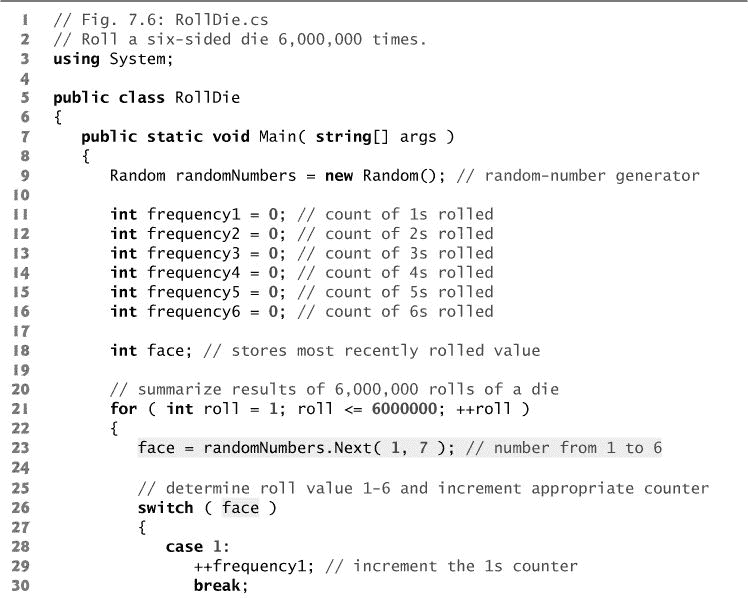 1 // Fig. 7.6: RollDie.cs
2 // Roll a six-sided die 6,000,000 times.
3 using System;
4
5 public class RollDie
6 {
7 public static void Main( string[] args )
8 {
9 Random randomNumbers = new Random(); // random-number generator
10
11 int frequency1 = 0; // count of 1s rolled
12 int frequency2 = 0; // count of 2s rolled
13 int frequency3 = 0; // count of 3s rolled
14 int frequency4 = 0; // count of 4s rolled
15 int frequency5 = 0; // count of 5s rolled
16 int frequency6 = 0; // count of 6s rolled
17
18 int face; // stores most recently rolled value
19
20 // summarize results of 6,000,000 rolls of a die
21 for ( int roll = 1; roll <= 6000000; ++roll )
22 {
23 face = randomNumbers.Next( 1, 7 ); // number from 1 to 6
24
25 // determine roll value 1-6 and increment appropriate counter
26 switch ( face )
27 {
28 case 1:
29 ++frequency1; // increment the 1s counter
30 break;